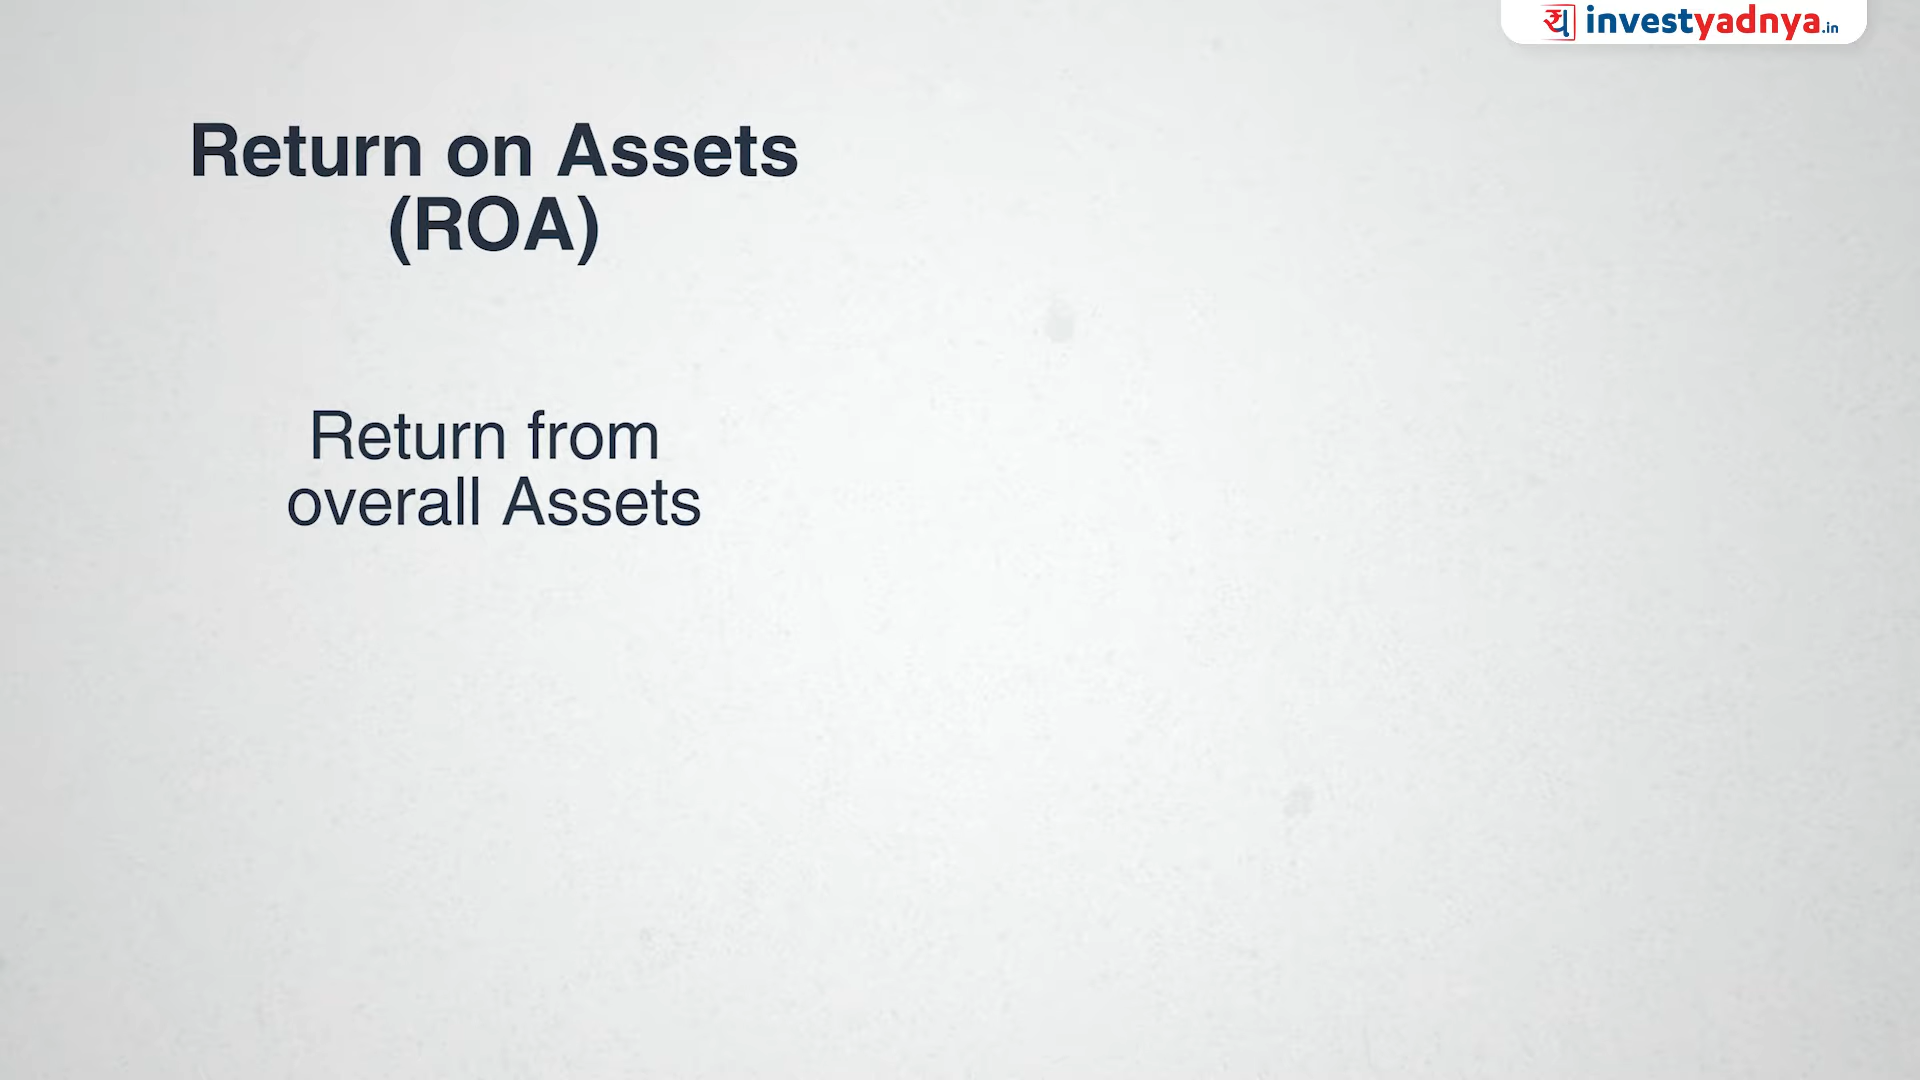 investyadnya.in
Return on Assets
(ROA)
Return from
overall Assets